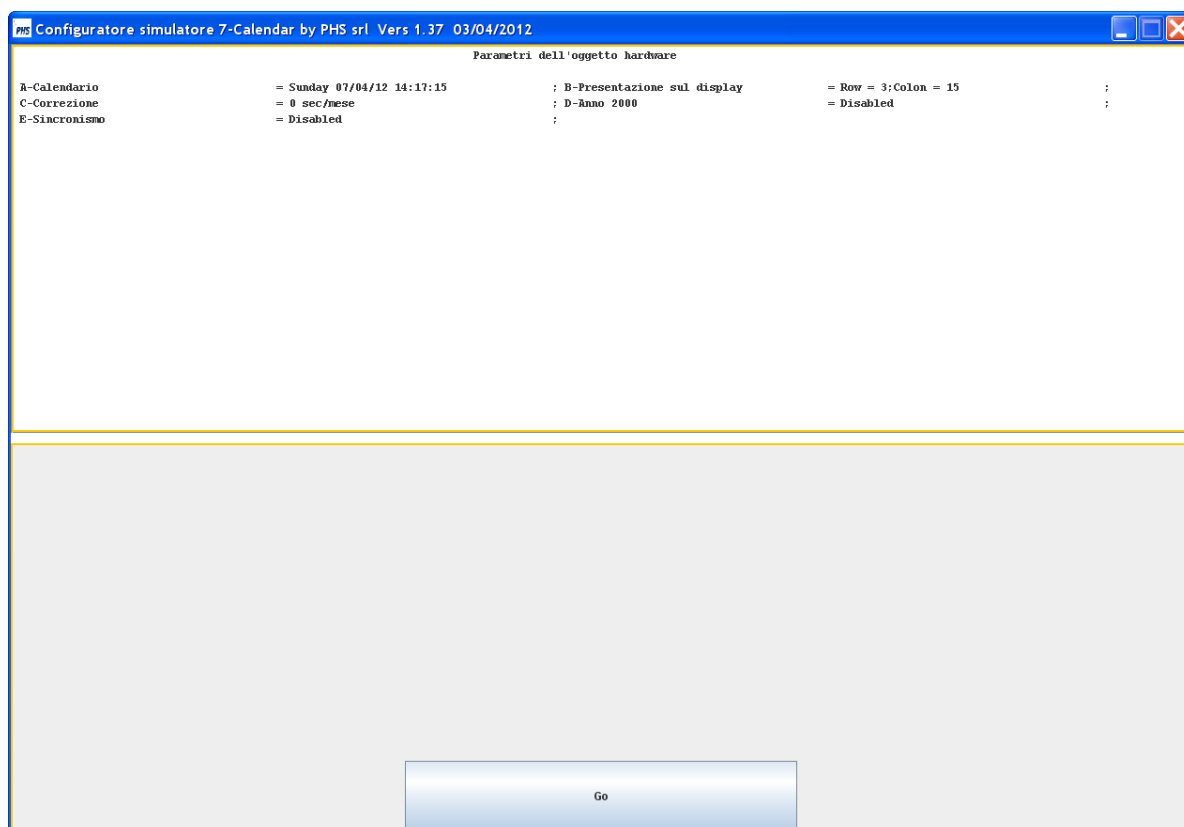 PHS Configuratore simulatore 7-Calendar by PHS srl Vers 1.37 03/04/2012
Parametri dell'oggetto hardware
A-Calendario = Sunday 07/04/12 14:17:15 ; B-Presentazione sul display = Row = 3;Colon = 15 ;
C-Correzione = 0 sec/mese ; D-Anno 2000 = Disabled ;
E-Sincronismo = Disabled ;
Go